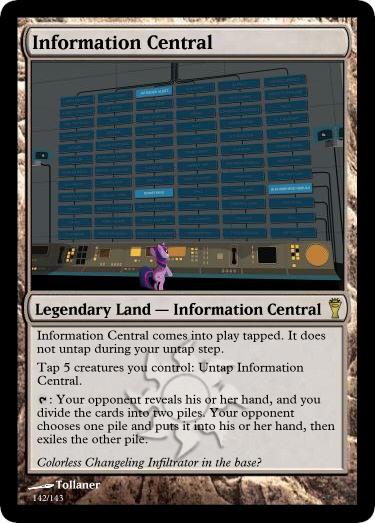 Information Central
INTRUDER ALERT
Legendary Land — Information Central
Information Central comes into play tapped. It does
not untap during your untap step.
Tap 5 creatures you control: Untap Information
Central.
: Your opponent reveals his or her hand, and you
divide the cards into two piles. Your opponent
chooses one pile and puts it into his or her hand, then
exiles the other pile.
Colorless Changeling Infiltrator in the base?
Tollaner
142/143